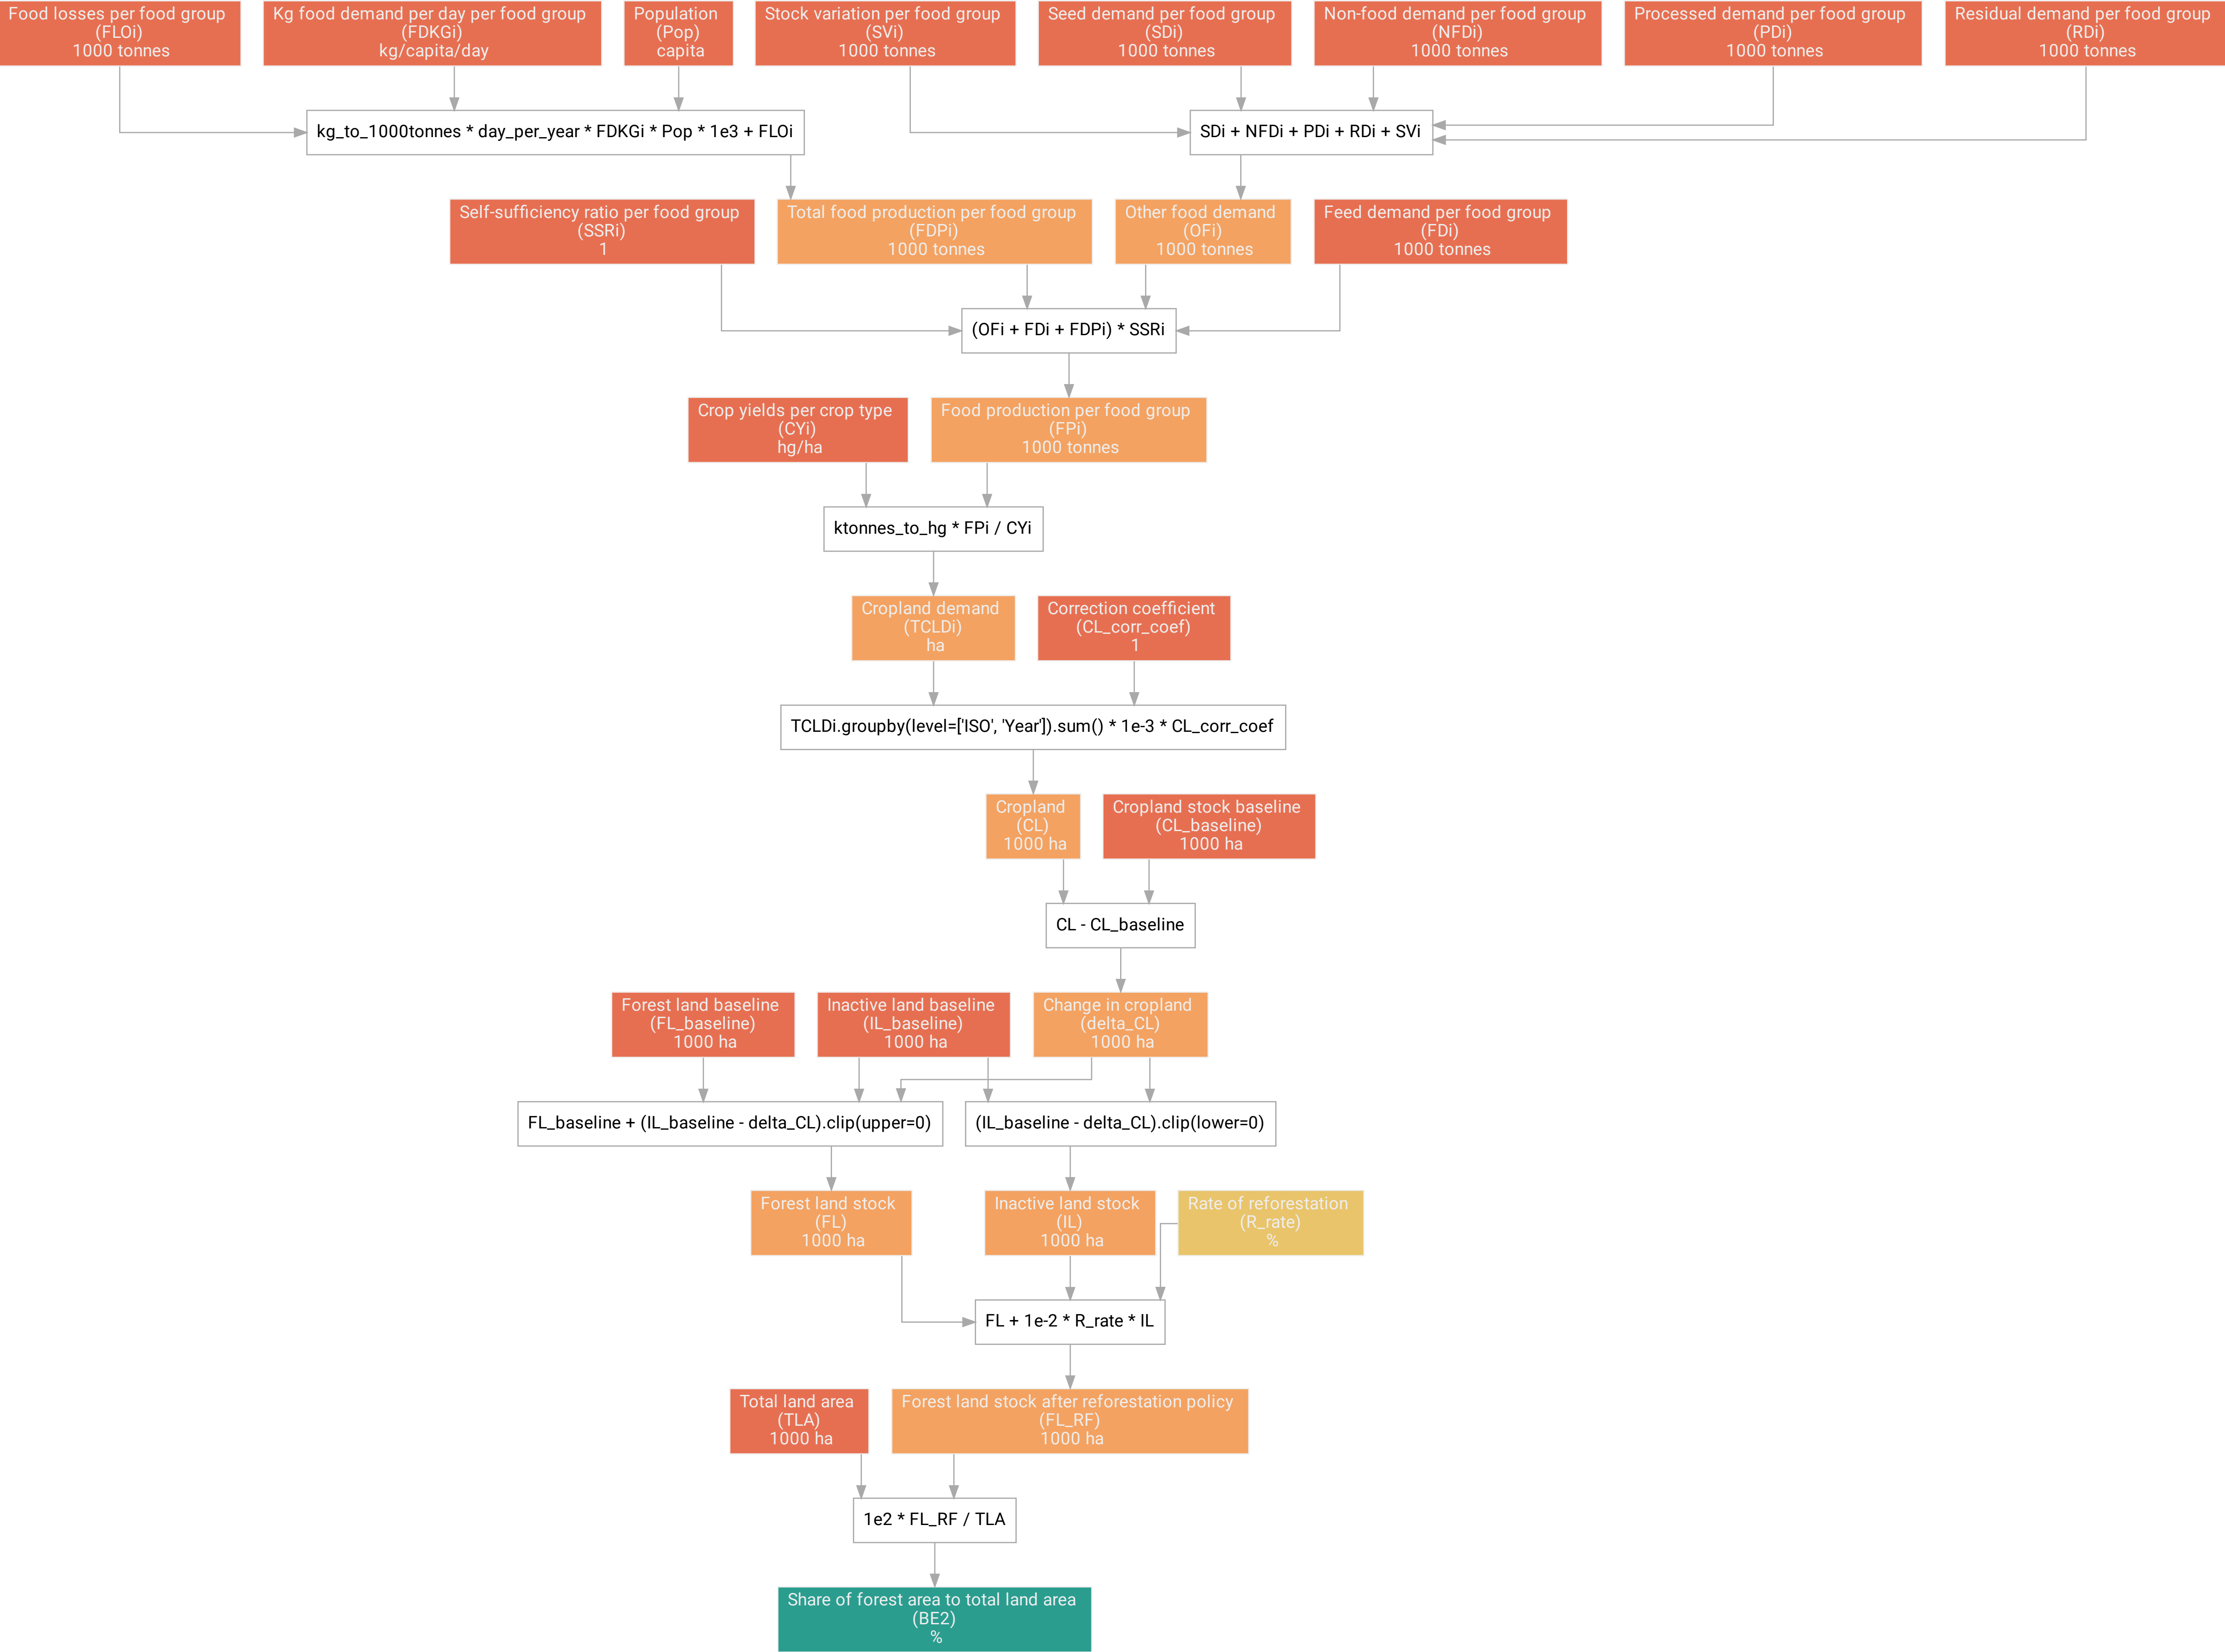 Food losses per food group
(FLOi)
1000 tonnes
Kg food demand per day per food group
(FDKGi)
kg/capita/day
Population
(Pop)
capita
Stock variation per food group
(SVi)
1000 tonnes
Seed demand per food group
(SDi)
1000 tonnes
Non-food demand per food group
(NFDi)
1000 tonnes
Processed demand per food group
(PDi)
1000 tonnes
Residual demand per food group
(RDi)
1000 tonnes
kg_to_1000tonnes * day_per_year * FDKGi * Pop * 1e3 + FLOi
SDi + NFDi + PDi + RDi + SVi
Self-sufficiency ratio per food group
(SSRi)
1
Total food production per food group
(FDPi)
1000 tonnes
Other food demand
(OFi)
1000 tonnes
Feed demand per food group
(FDi)
1000 tonnes
(OFi + FDi + FDPi) * SSRi
Crop yields per crop type
(CYi)
hg/ha
Food production per food group
(FPi)
1000 tonnes
ktonnes_to_hg * FPi / CYi
Cropland demand
(TCLDi)
ha
Correction coefficient
(CL_corr_coef)
1
TCLDi.groupby(level=['ISO', 'Year']).sum() * 1e-3 * CL_corr_coef
Cropland
(CL)
1000 ha
Cropland stock baseline
(CL_baseline)
1000 ha
CL - CL_baseline
Forest land baseline
(FL_baseline)
1000 ha
Inactive land baseline
(IL_baseline)
1000 ha
Change in cropland
(delta_CL)
1000 ha
FL_baseline + (IL_baseline - delta_CL).clip(upper=0)
(IL_baseline - delta_CL).clip(lower=0)
Forest land stock
(FL)
1000 ha
Inactive land stock
(IL)
1000 ha
Rate of reforestation
(R_rate)
%
FL + 1e-2 * R_rate * IL
Total land area
(TLA)
1000 ha
Forest land stock after reforestation policy
(FL_RF)
1000 ha
1e2 * FL_RF / TLA
Share of forest area to total land area
(BE2)
%